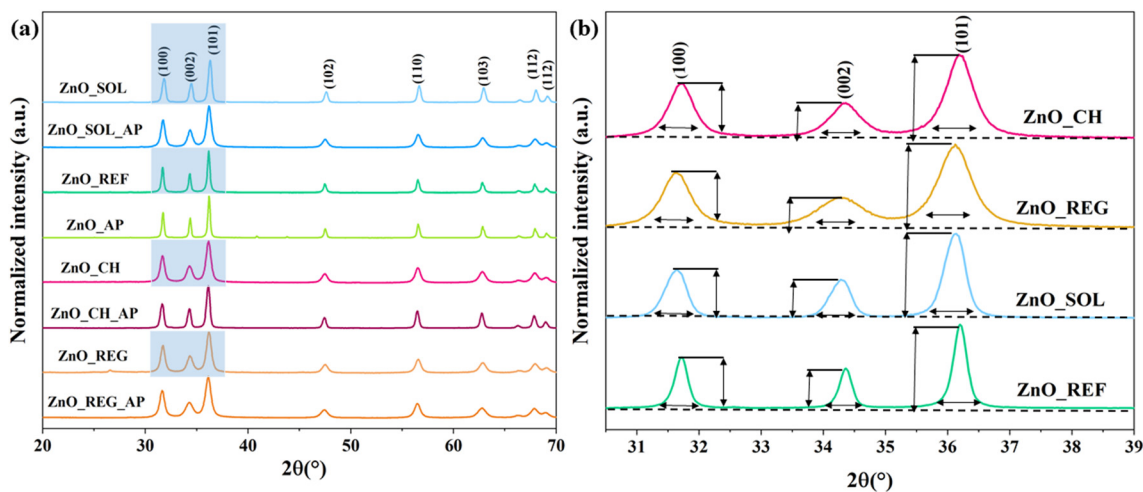 (a)
Normalized intensity (a.u.)
(100)
(002)
(101)
(102)
(110)
(103)
(112)
(112)
ZnO_SOL
ZnO_SOL_AP
ZnO_REF
ZnO_AP
ZnO_CH
ZnO_CH_AP
ZnO_REG
ZnO_REG_AP
20 30 40 50 60 70
2θ(°)
(b)
Normalized intensity (a.u.)
(100)
(002)
(101)
ZnO_CH
ZnO_REG
ZnO_SOL
ZnO_REF
31 32 33 34 35 36 37 38 39
2θ(°)